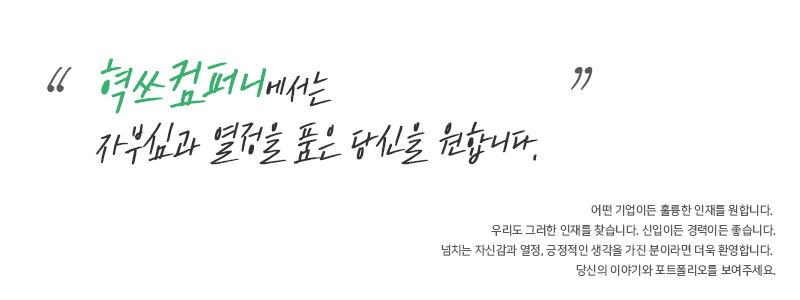 “ 혁쓰컴퍼니에서는 ”
자부심과 열정을 품은 당신을 원합니다.
어떤 기업이든 훌륭한 인재를 원합니다.
우리도 그러한 인재를 찾습니다. 신입이든 경력이든 좋습니다.
넘치는 자신감과 열정, 긍정적인 생각을 가진 분이라면 더욱 환영합니다.
당신의 이야기와 포트폴리오를 보여주세요.